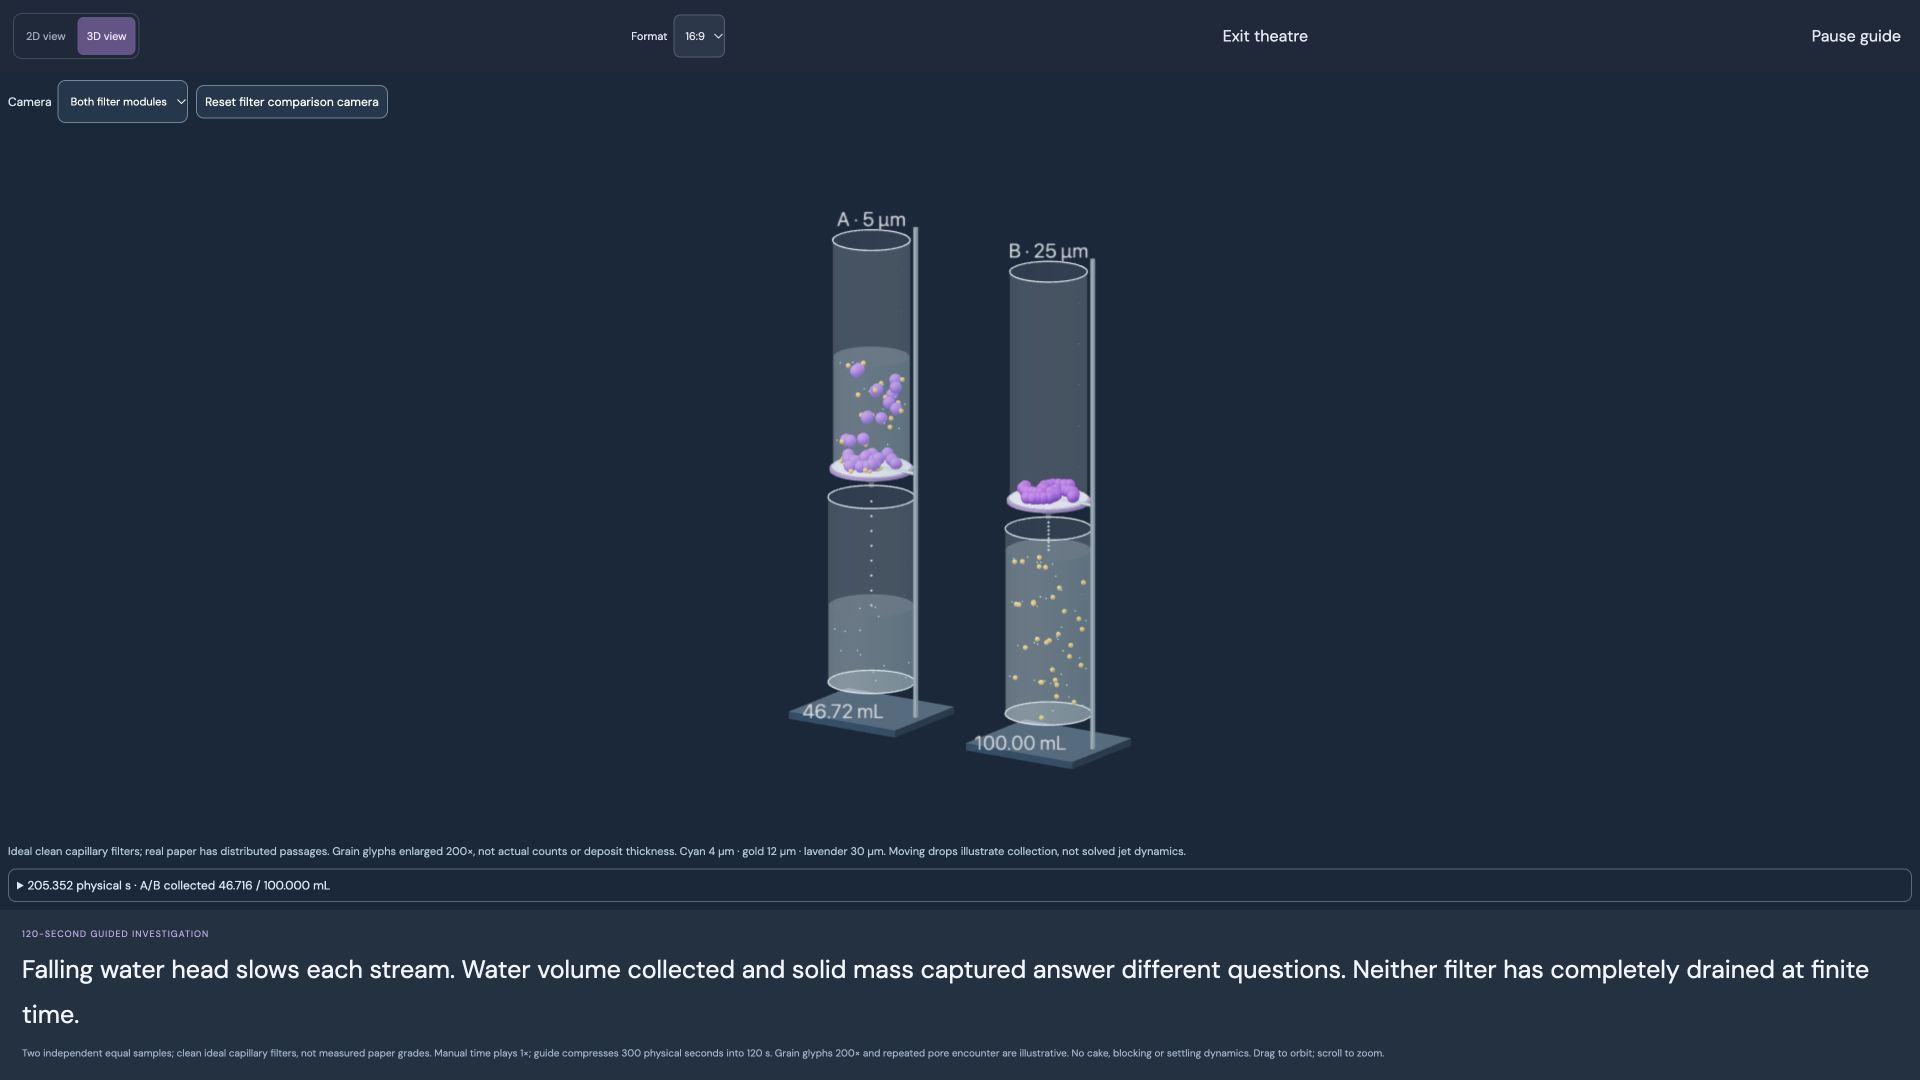 2D view
3D view
Format
16:9
Exit theatre
Pause guide
Camera
Both filter modules
Reset filter comparison camera
A · 5 µm
B · 25 µm
46.72 mL
100.00 mL
Ideal clean capillary filters; real paper has distributed passages. Grain glyphs enlarged 200×, not actual counts or deposit thickness. Cyan 4 µm · gold 12 µm · lavender 30 µm. Moving drops illustrate collection, not solved jet dynamics.
▶ 205.352 physical s · A/B collected 46.716 / 100.000 mL
120-SECOND GUIDED INVESTIGATION
Falling water head slows each stream. Water volume collected and solid mass captured answer different questions. Neither filter has completely drained at finite
time.
Two independent equal samples; clean ideal capillary filters, not measured paper grades. Manual time plays 1×; guide compresses 300 physical seconds into 120 s. Grain glyphs 200× and repeated pore encounter are illustrative. No cake, blocking or settling dynamics. Drag to orbit; scroll to zoom.